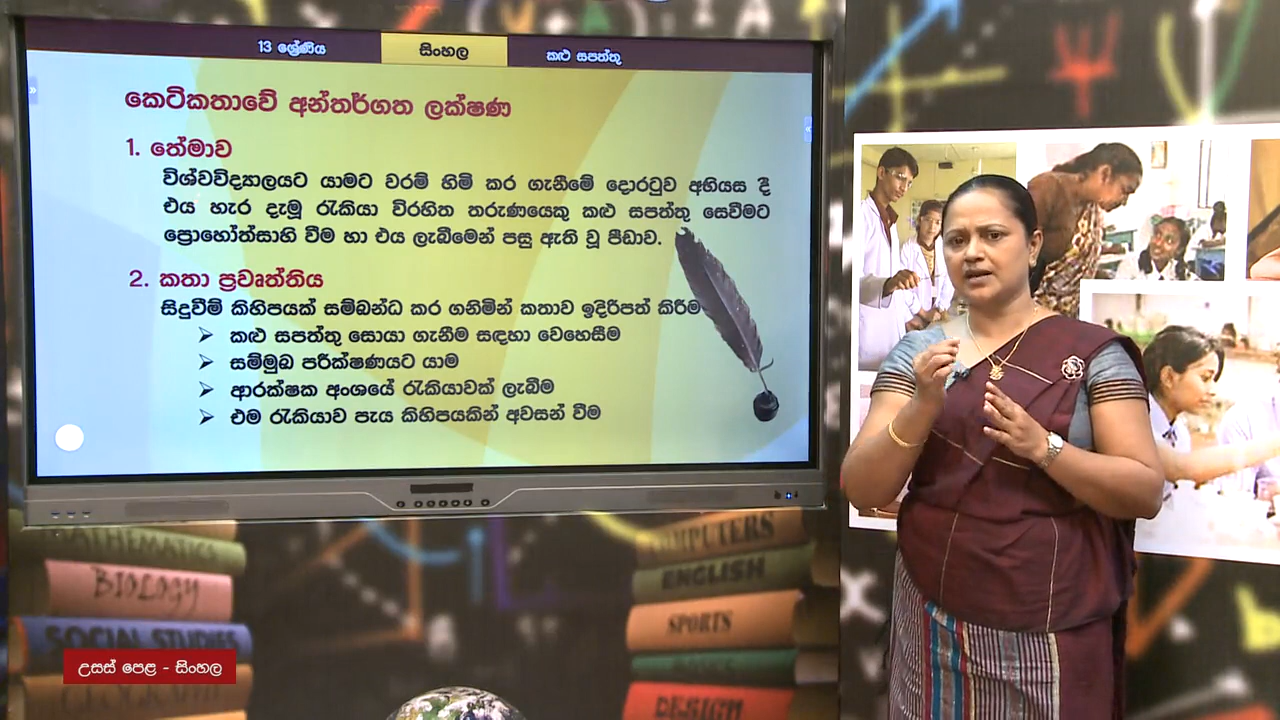 13 ශ්‍රේණිය
සිංහල
කළු සපත්තු
කෙටිකතාවේ අන්තර්ගත ලක්ෂණ
1. තේමාව
විශ්වවිද්‍යාලයට යාමට වරම් හිමි කර ගැනීමේ දොරටුව අභියස දී
එය හැර දැමූ රැකියා විරහිත තරුණයෙකු කළු සපත්තු සෙවීමට
ප්‍රොහෝත්සාහි වීම හා එය ලැබීමෙන් පසු ඇති වූ පීඩාව.
2. කතා ප්‍රවෘත්තිය
සිදුවීම් කිහිපයක් සම්බන්ධ කර ගනිමින් කතාව ඉදිරිපත් කිරීම
➢ කළු සපත්තු සොයා ගැනීම සඳහා වෙහෙසීම
➢ සම්මුඛ පරීක්ෂණයට යාම
➢ ආරක්ෂක අංශයේ රැකියාවක් ලැබීම
➢ එම රැකියාව පැය කිහිපයකින් අවසන් වීම
MATHEMATICS
BIOLOGY
SOCIAL STUDIES
COMPUTERS
ENGLISH
SPORTS
DESIGN
උසස් පෙළ - සිංහල